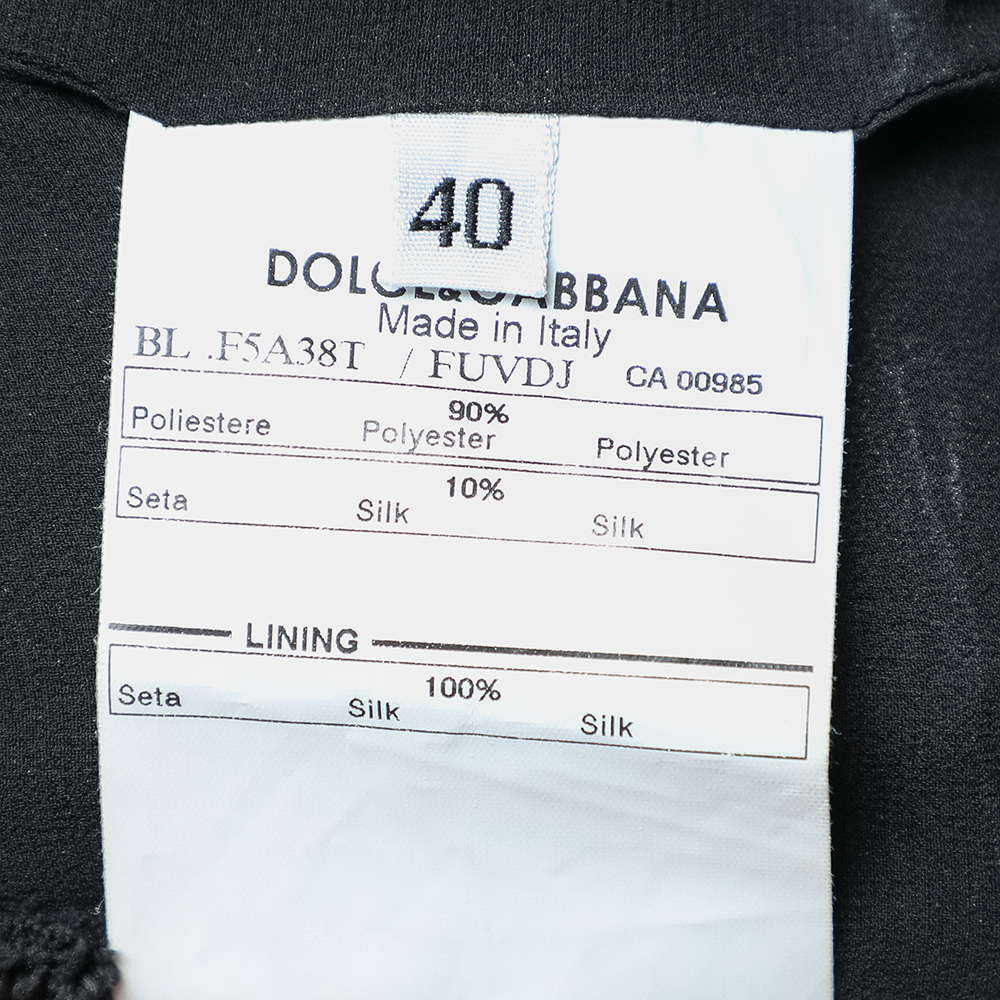 40
DOLCE&GABBANA
Made in Italy
BL .F5A38T / FUVDJ CA 00985
90%
Poliestere Polyester Polyester
10%
Seta Silk Silk
LINING
100%
Seta Silk Silk